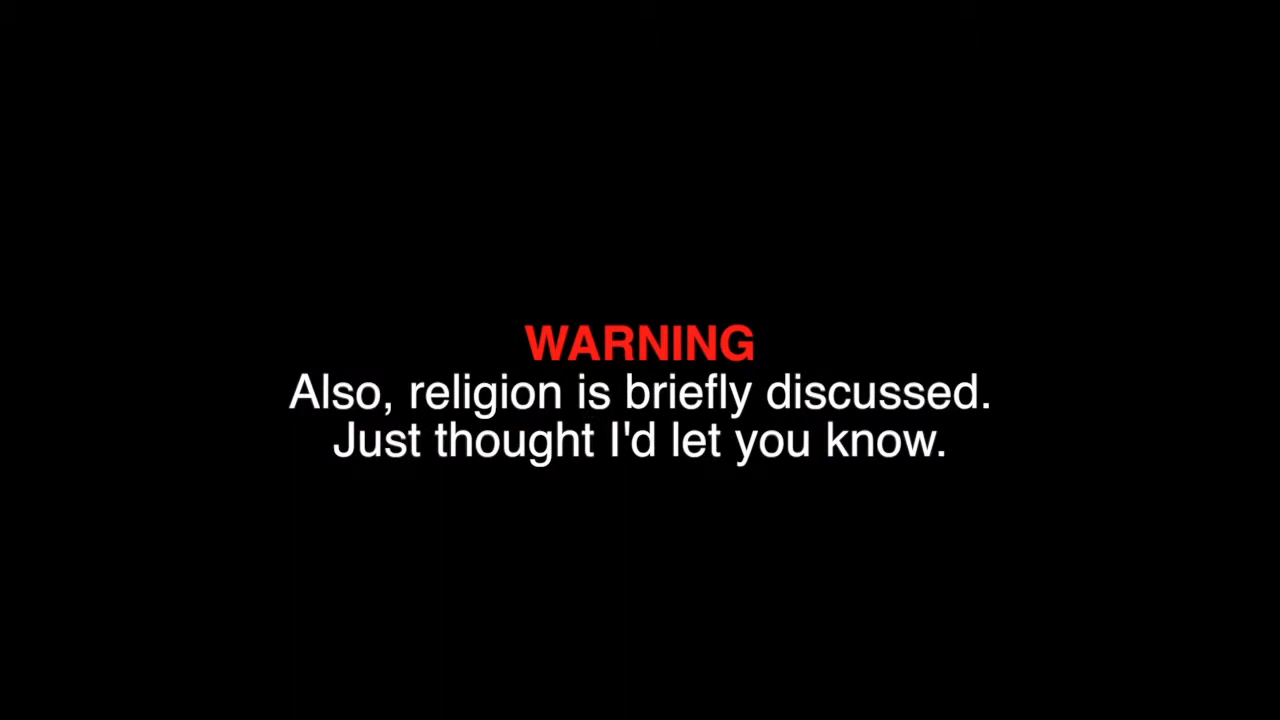 WARNING
Also, religion is briefly discussed.
Just thought I'd let you know.